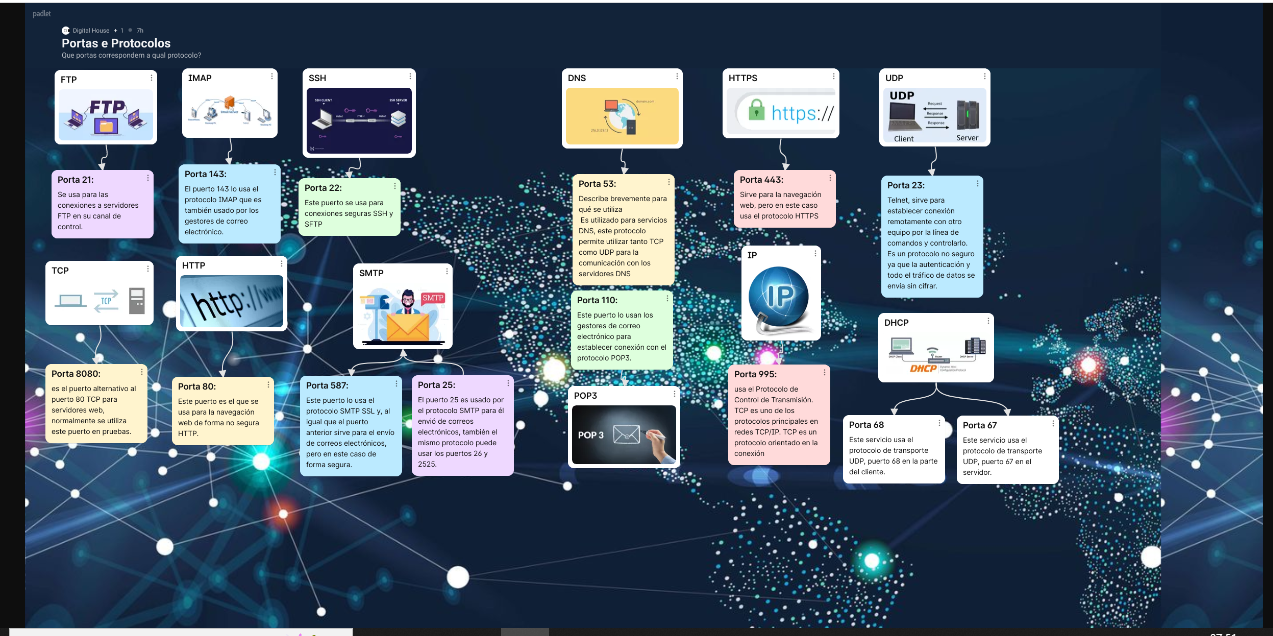 padlet
Digital House + 1 7h
Portas e Protocolos
Que portas correspondem a qual protocolo?
FTP
FTP
Porta 21:
Se usa para las
conexiones a servidores
FTP en su canal de
control.
IMAP
Porta 143:
El puerto 143 lo usa el
protocolo IMAP que es
también usado por los
gestores de correo
electrónico.
SSH
SSH CLIENT
SSH SERVER
Porta 22:
Este puerto se usa para
conexiones seguras SSH y
SFTP
DNS
Porta 53:
Describa brevemente para
qué se utiliza
Es utilizado para servicios
DNS, este protocolo
permite utilizar tanto TCP
como UDP para la
comunicación con los
servidores DNS
HTTPS
https://
Porta 443:
Sirve para la navegación
web, pero en este caso
usa el protocolo HTTPS
UDP
UDP
Request
Response
Response
Client
Server
Porta 23:
Telnet, sirve para
establecer conexión
remotamente con otro
equipo por la línea de
comandos y controlarlo.
Es un protocolo no seguro
ya que la autenticación y
todo el tráfico de datos se
envía sin cifrar.
TCP
TCP
Porta 8080:
es el puerto alternativo al
puerto 80 TCP para
servidores web,
normalmente se utiliza
este puerto en pruebas.
HTTP
http://www
Porta 80:
Este puerto es el que se
usa para la navegación
web de forma no segura
HTTP.
SMTP
SMTP
Porta 587:
Este puerto lo usa el
protocolo SMTP SSL y, al
igual que el puerto
anterior sirve para el envío
de correos electrónicos,
pero en este caso de
forma segura.
Porta 25:
El puerto 25 es usado por
el protocolo SMTP para él
envió de correos
electrónicos, también el
mismo protocolo puede
usar los puertos 26 y
2525.
Porta 110:
Este puerto lo usan los
gestores de correo
electrónico para
establecer conexión con el
protocolo POP3.
POP3
POP 3
IP
IP
Porta 995:
usa el Protocolo de
Control de Transmisión.
TCP es uno de los
protocolos principales en
redes TCP/IP. TCP es un
protocolo orientado en la
conexión
DHCP
DHCP
Porta 68
Este servicio usa el
protocolo de transporte
UDP, puerto 68 en la parte
del cliente.
Porta 67
Este servicio usa el
protocolo de transporte
UDP, puerto 67 en el
servidor.